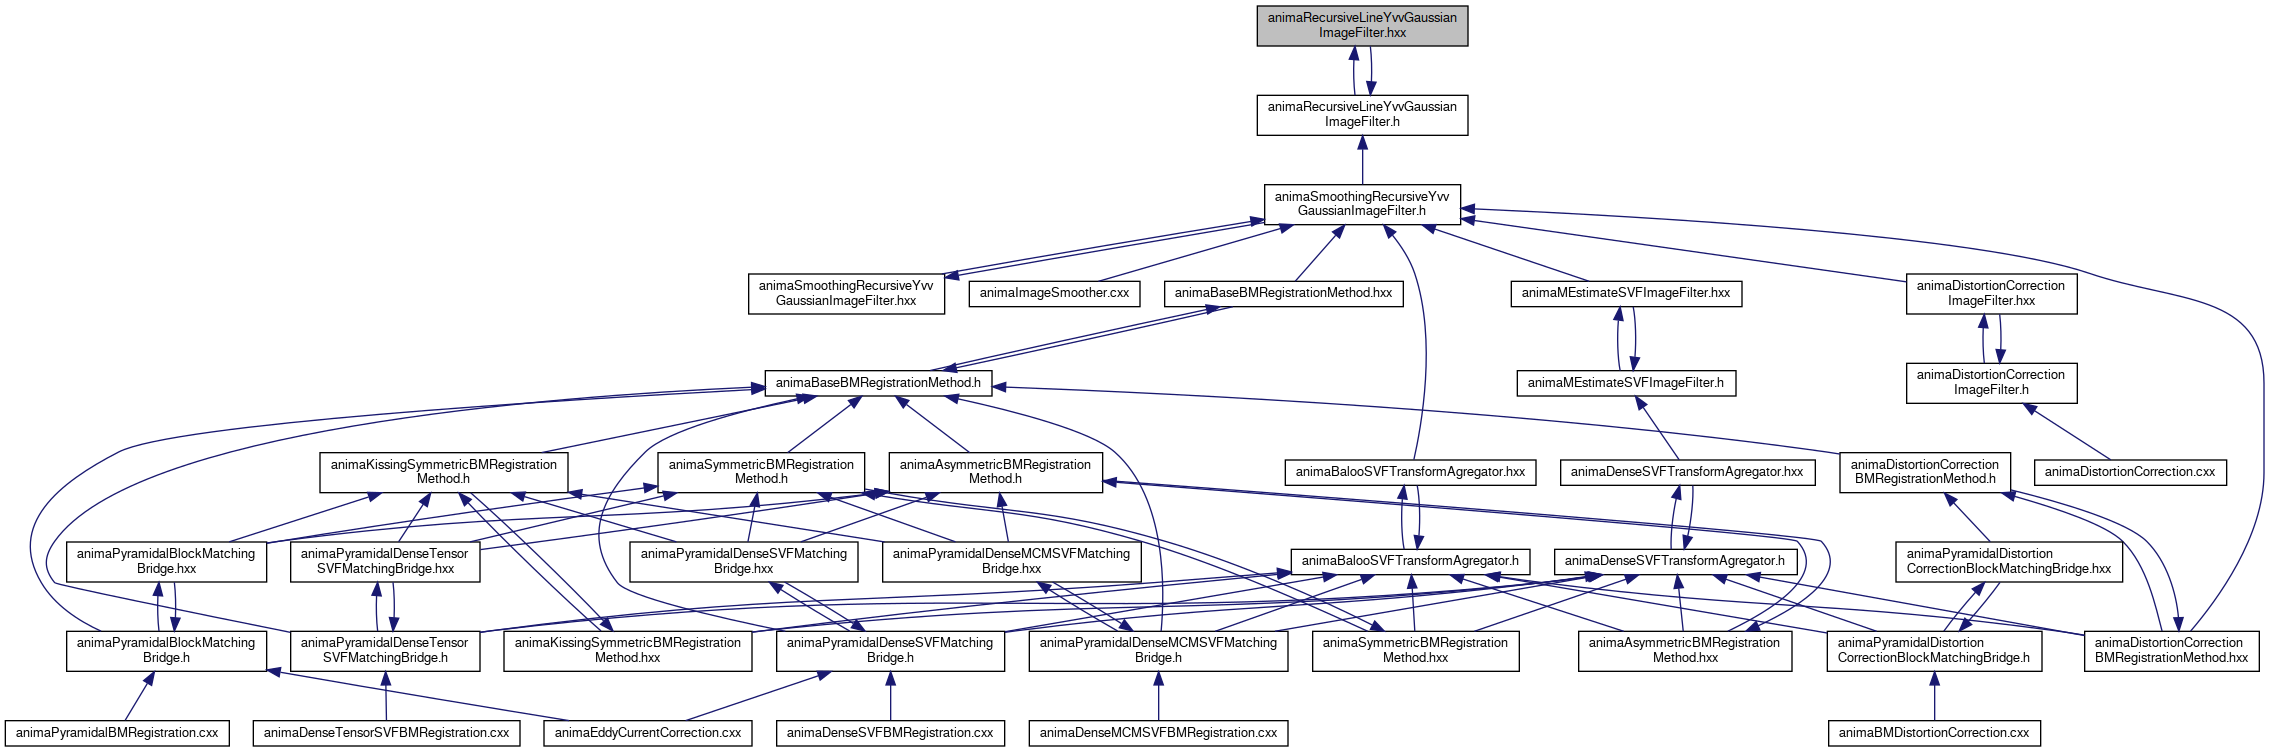 animaRecursiveLineYvvGaussian
ImageFilter.hxx
animaRecursiveLineYvvGaussian
ImageFilter.h
animaSmoothingRecursiveYvv
GaussianImageFilter.h
animaSmoothingRecursiveYvv
GaussianImageFilter.hxx
animaImageSmoother.cxx
animaBaseBMRegistrationMethod.hxx
animaMEstimateSVFImageFilter.hxx
animaDistortionCorrection
ImageFilter.hxx
animaBaseBMRegistrationMethod.h
animaMEstimateSVFImageFilter.h
animaDistortionCorrection
ImageFilter.h
animaKissingSymmetricBMRegistration
Method.h
animaSymmetricBMRegistration
Method.h
animaAsymmetricBMRegistration
Method.h
animaBalooSVFTransformAgregator.hxx
animaDenseSVFTransformAgregator.hxx
animaDistortionCorrection
BMRegistrationMethod.h
animaDistortionCorrection.cxx
animaPyramidalBlockMatching
Bridge.hxx
animaPyramidalDenseTensor
SVFMatchingBridge.hxx
animaPyramidalDenseSVFMatching
Bridge.hxx
animaPyramidalDenseMCMSVFMatching
Bridge.hxx
animaBalooSVFTransformAgregator.h
animaDenseSVFTransformAgregator.h
animaPyramidalDistortion
CorrectionBlockMatchingBridge.hxx
animaPyramidalBlockMatching
Bridge.h
animaPyramidalDenseTensor
SVFMatchingBridge.h
animaKissingSymmetricBMRegistration
Method.hxx
animaPyramidalDenseSVFMatching
Bridge.h
animaPyramidalDenseMCMSVFMatching
Bridge.h
animaSymmetricBMRegistration
Method.hxx
animaAsymmetricBMRegistration
Method.hxx
animaPyramidalDistortion
CorrectionBlockMatchingBridge.h
animaDistortionCorrection
BMRegistrationMethod.hxx
animaPyramidalBMRegistration.cxx
animaDenseTensorSVFBMRegistration.cxx
animaEddyCurrentCorrection.cxx
animaDenseSVFBMRegistration.cxx
animaDenseMCMSVFBMRegistration.cxx
animaBMDistortionCorrection.cxx